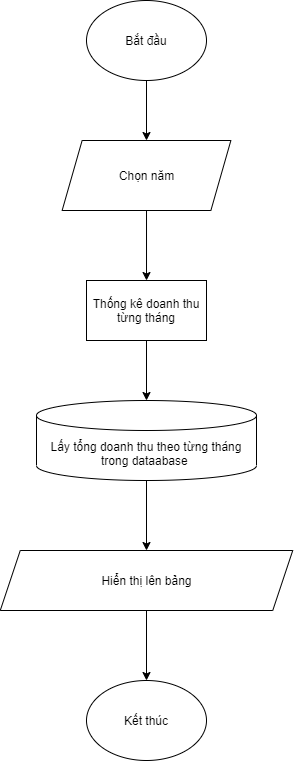 Bắt đầu
Chọn năm
Thống kê doanh thu
từng tháng
Lấy tổng doanh thu theo từng tháng
trong dataabase
Hiển thị lên bảng
Kết thúc